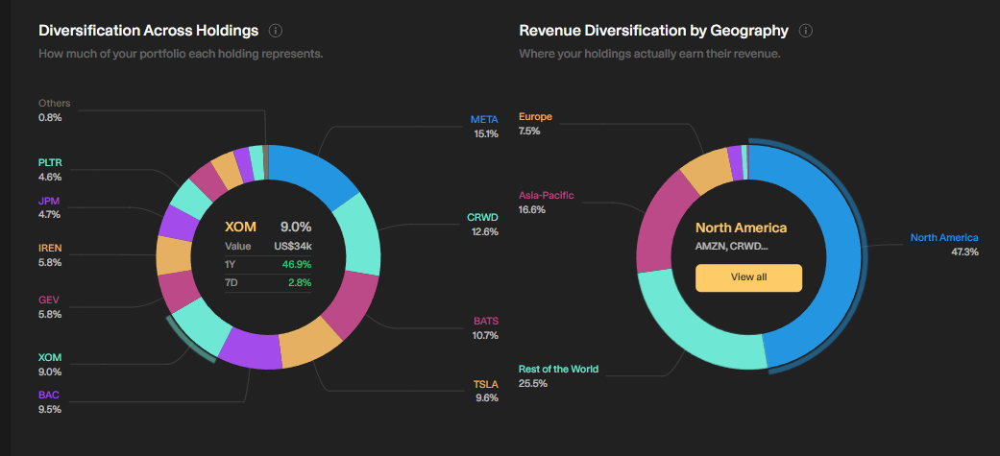 Diversification Across Holdings
How much of your portfolio each holding represents.
Others
0.8%
PLTR
4.6%
JPM
4.7%
IREN
5.8%
GEV
5.8%
XOM
9.0%
BAC
9.5%
META
15.1%
CRWD
12.6%
BATS
10.7%
TSLA
9.6%
XOM 9.0%
Value US$34k
1Y 46.9%
7D 2.8%
Revenue Diversification by Geography
Where your holdings actually earn their revenue.
Europe
7.5%
Asia-Pacific
16.6%
Rest of the World
25.5%
North America
47.3%
North America
AMZN, CRWD...
View all